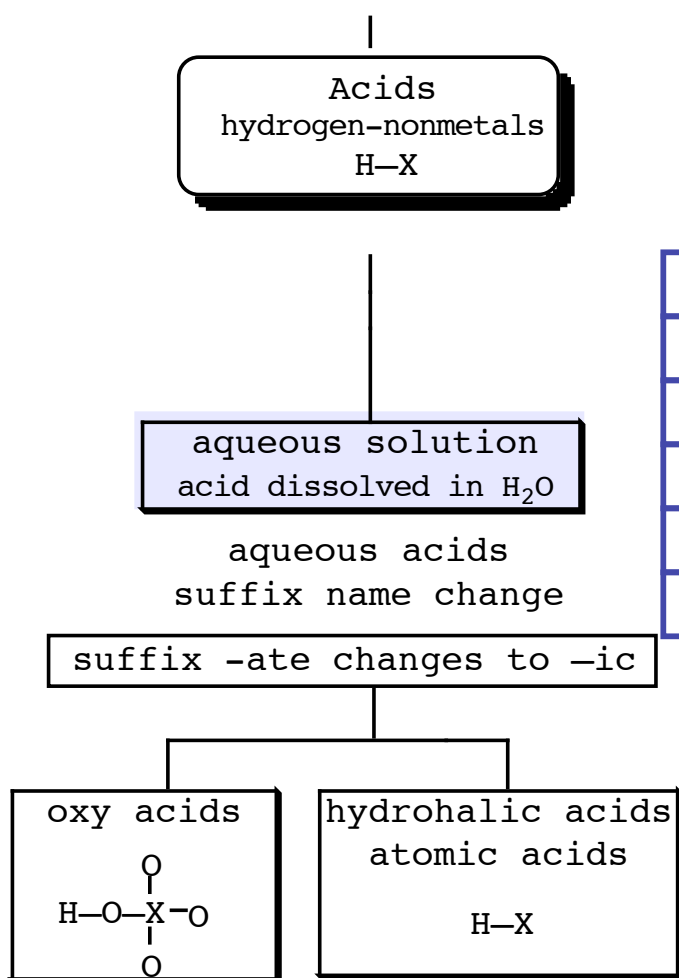 Acids
hydrogen-nonmetals
H—X
aqueous solution
acid dissolved in H₂O
aqueous acids
suffix name change
suffix -ate changes to –ic
oxy acids
O
H—O—X—O
O
hydrohalic acids
atomic acids
H—X